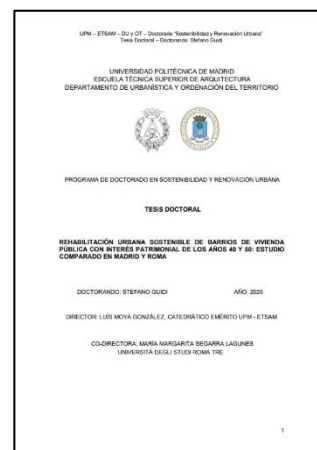 UPM – ETSAM – DU y OT – Doctorado "Sostenibilidad y Renovación Urbana"
Tesis Doctoral – Doctorando: Stefano Guidi
UNIVERSIDAD POLITÉCNICA DE MADRID
ESCUELA TÉCNICA SUPERIOR DE ARQUITECTURA
DEPARTAMENTO DE URBANÍSTICA Y ORDENACIÓN DEL TERRITORIO
PROGRAMA DE DOCTORADO EN SOSTENIBILIDAD Y RENOVACIÓN URBANA
TESIS DOCTORAL
REHABILITACIÓN URBANA SOSTENIBLE DE BARRIOS DE VIVIENDA
PÚBLICA CON INTERÉS PATRIMONIAL DE LOS AÑOS 40 Y 50: ESTUDIO
COMPARADO EN MADRID Y ROMA
DOCTORANDO: STEFANO GUIDI AÑO: 2020
DIRECTOR: LUÍS MOYA GONZÁLEZ, CATEDRÁTICO EMÉRITO UPM - ETSAM
CO-DIRECTORA: MARÍA MARGARITA SEGARRA LAGUNES
UNIVERSITÀ DEGLI STUDI ROMA TRE
1